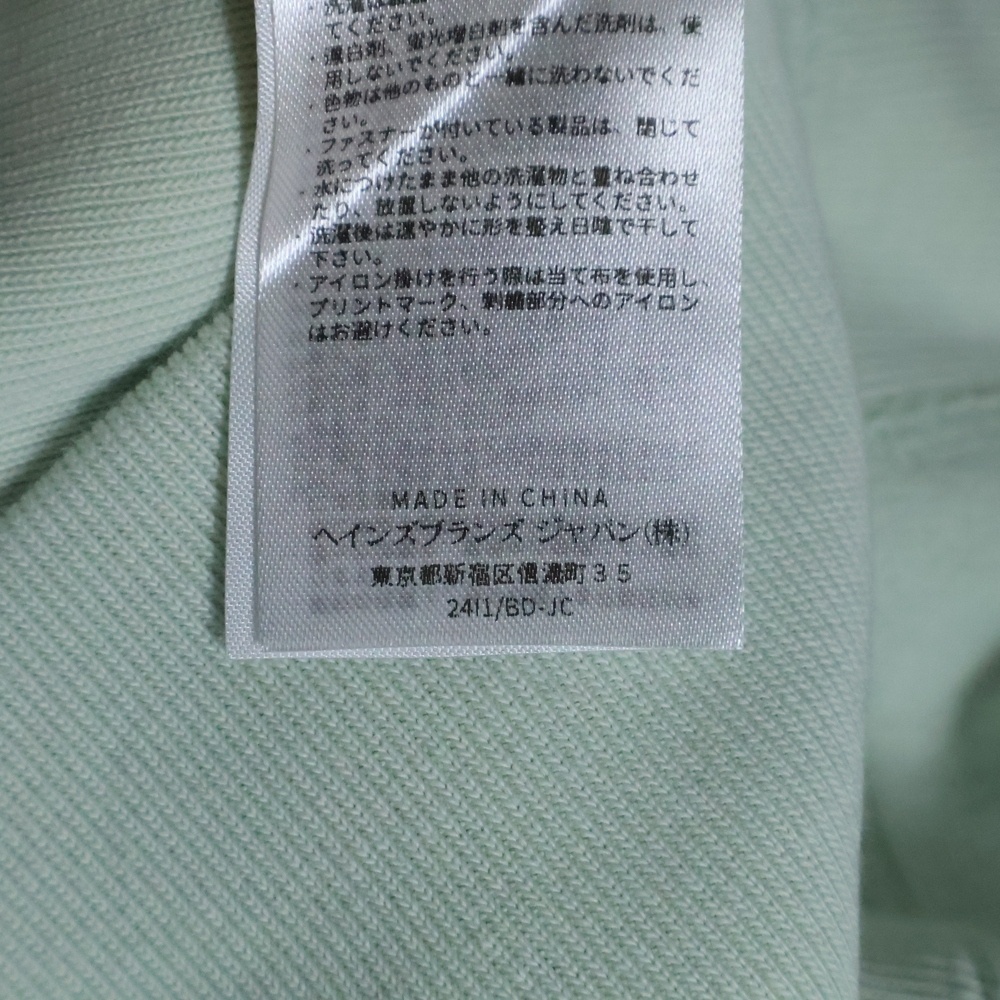 てください。
・漂白剤、蛍光増白剤を含んだ洗剤は、使
用しないでください。
・色物は他のものと一緒に洗わないでくだ
さい。
・ファスナーが付いている製品は、閉じて
洗ってください。
・水につけたまま他の洗濯物と重ね合わせ
たり、放置しないようにしてください。
・洗濯後は速やかに形を整え日陰で干して
下さい。
・アイロン掛けを行う際は当て布を使用し、
プリントマーク、刺繍部分へのアイロン
はお避けください。
MADE IN CHINA
ヘインズブランズ ジャパン(株)
東京都新宿区信濃町35
24I1/BD-JC